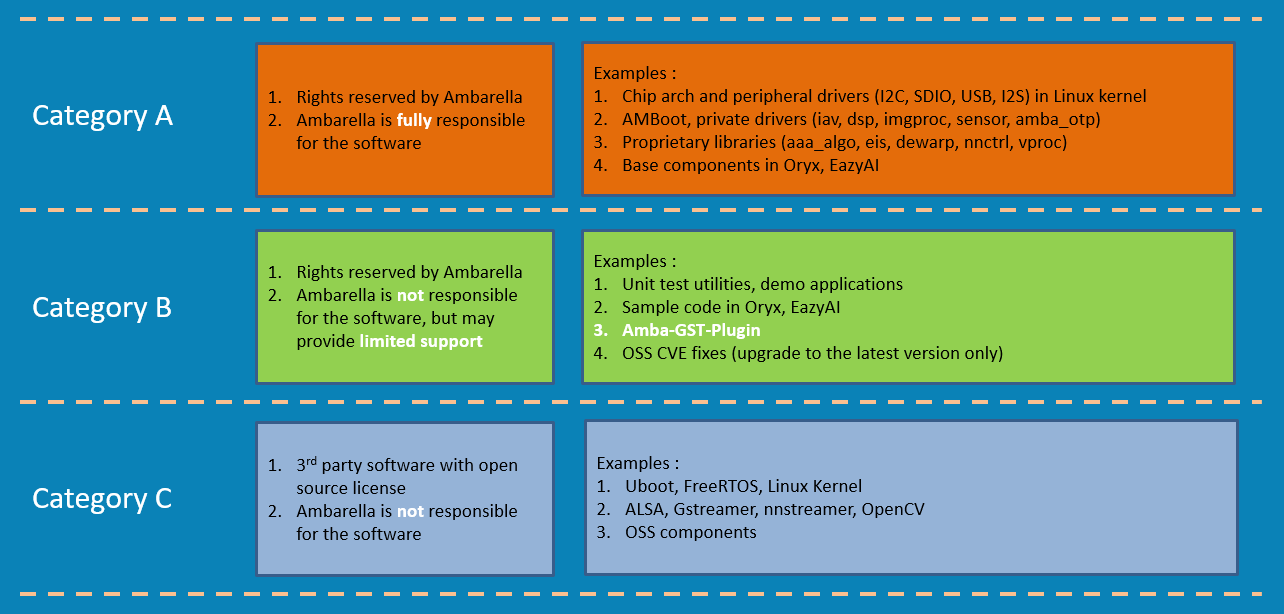 Category A
1. Rights reserved by Ambarella
2. Ambarella is fully responsible
for the software
Examples :
1. Chip arch and peripheral drivers (I2C, SDIO, USB, I2S) in Linux kernel
2. AMBoot, private drivers (iav, dsp, imgproc, sensor, amba_otp)
3. Proprietary libraries (aaa_algo, eis, dewarp, nnctrl, vproc)
4. Base components in Oryx, EazyAI
Category B
1. Rights reserved by Ambarella
2. Ambarella is not responsible
for the software, but may
provide limited support
Examples :
1. Unit test utilities, demo applications
2. Sample code in Oryx, EazyAI
3. Amba-GST-Plugin
4. OSS CVE fixes (upgrade to the latest version only)
Category C
1. 3rd party software with open
source license
2. Ambarella is not responsible
for the software
Examples :
1. Uboot, FreeRTOS, Linux Kernel
2. ALSA, Gstreamer, nnstreamer, OpenCV
3. OSS components